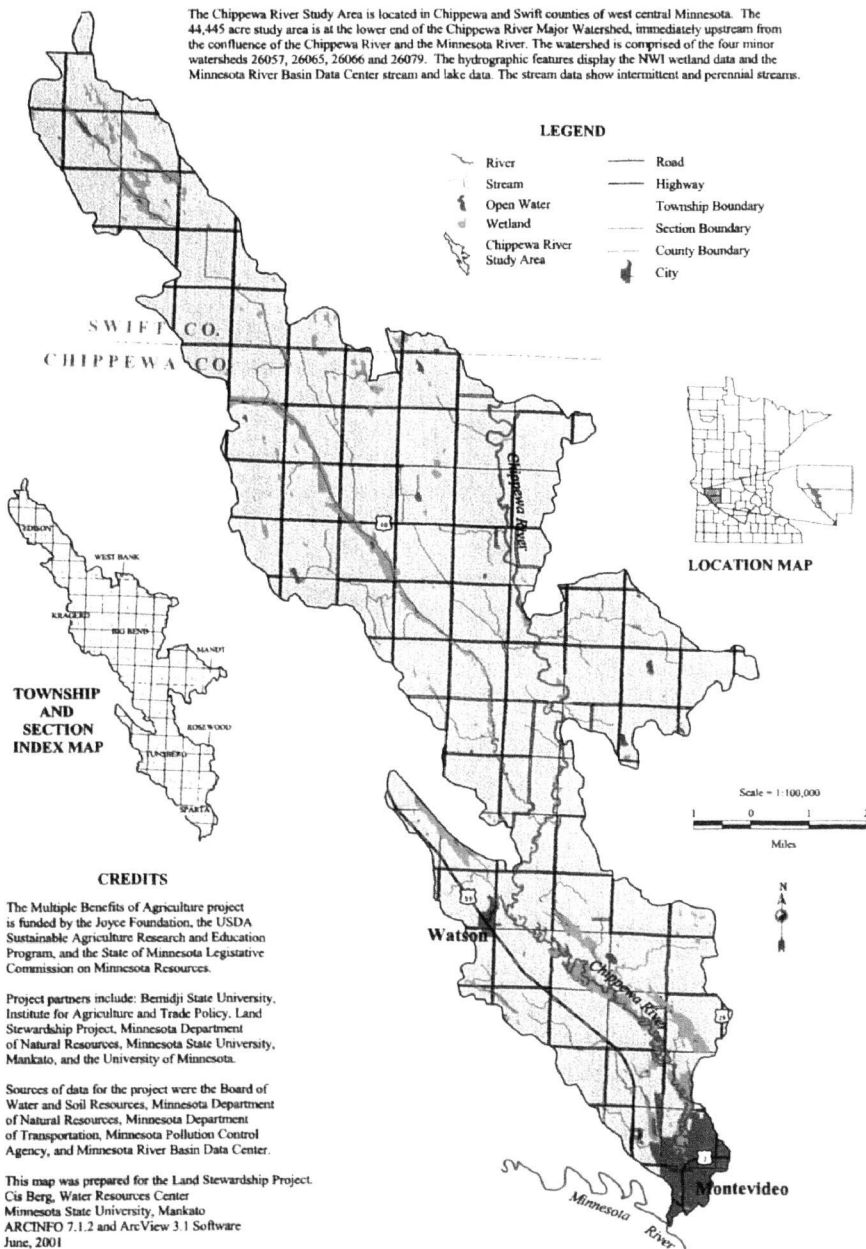 The Chippewa River Study Area is located in Chippewa and Swift counties of west central Minnesota. The
44,445 acre study area is at the lower end of the Chippewa River Major Watershed, immediately upstream from
the confluence of the Chippewa River and the Minnesota River. The watershed is comprised of the four minor
watersheds 26057, 26065, 26066 and 26079. The hydrographic features display the NWI wetland data and the
Minnesota River Basin Data Center stream and lake data. The stream data show intermittent and perennial streams.
LEGEND
River
Stream
Open Water
Wetland
Chippewa River
Study Area
Road
Highway
Township Boundary
Section Boundary
County Boundary
City
SWIFT CO.
CHIPPEWA CO
Chippewa River
40
LOCATION MAP
EDISON
WEST BANK
KRAGERO
BIG BEND
MANDT
ROSEWOOD
TUNSBERG
SPARTA
TOWNSHIP
AND
SECTION
INDEX MAP
Scale = 1:100,000
1 0 1 2
Miles
N
59
Watson
Chippewa River
29
7
Montevideo
Minnesota River
CREDITS
The Multiple Benefits of Agriculture project
is funded by the Joyce Foundation, the USDA
Sustainable Agriculture Research and Education
Program, and the State of Minnesota Legislative
Commission on Minnesota Resources.
Project partners include: Bemidji State University,
Institute for Agriculture and Trade Policy, Land
Stewardship Project, Minnesota Department
of Natural Resources, Minnesota State University,
Mankato, and the University of Minnesota.
Sources of data for the project were the Board of
Water and Soil Resources, Minnesota Department
of Natural Resources, Minnesota Department
of Transportation, Minnesota Pollution Control
Agency, and Minnesota River Basin Data Center.
This map was prepared for the Land Stewardship Project.
Cis Berg, Water Resources Center
Minnesota State University, Mankato
ARCINFO 7.1.2 and ArcView 3.1 Software
June, 2001